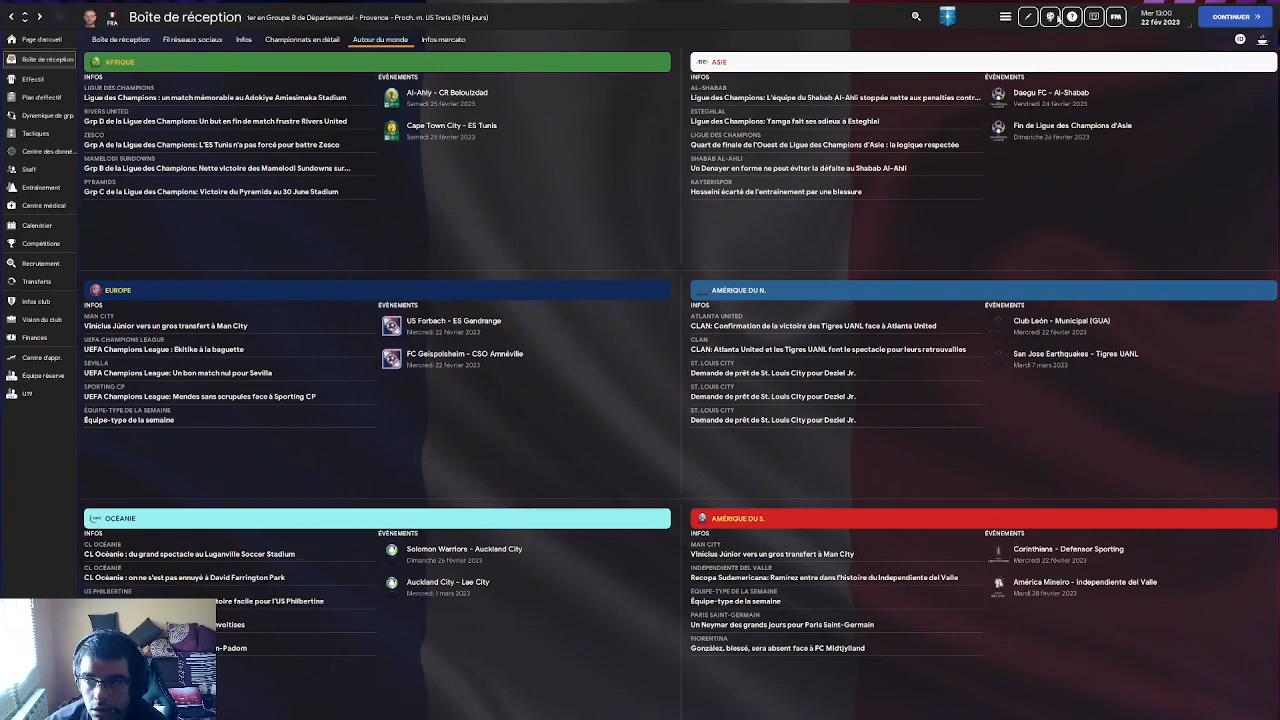 Boîte de réception
1er en Groupe B de Départemental - Provence - Proch. m. US Trets (D) (18 jours)
FRA
FM
Mer 13:00
22 fév 2023
CONTINUER
Page d'accueil
Boîte de réception
Fil réseaux sociaux
Infos
Championnats en détail
Autour du monde
Infos mercato
Boîte de réception
Effectif
Plan d'effectif
Dynamique de grp.
Tactiques
Centre des donné...
Staff
Entraînement
Centre médical
Calendrier
Compétitions
Recrutement
Transferts
Infos club
Vision du club
Finances
Centre d'appr.
Équipe réserve
U19
AFRIQUE
INFOS
ÉVÈNEMENTS
LIGUE DES CHAMPIONS
Ligue des Champions : un match mémorable au Adokiye Amiesimaka Stadium
RIVERS UNITED
Grp D de la Ligue des Champions: Un but en fin de match frustre Rivers United
ZESCO
Grp A de la Ligue des Champions: L'ES Tunis n'a pas forcé pour battre Zesco
MAMELODI SUNDOWNS
Grp B de la Ligue des Champions: Nette victoire des Mamelodi Sundowns sur...
PYRAMIDS
Grp C de la Ligue des Champions: Victoire du Pyramids au 30 June Stadium
Al-Ahly - CR Belouizdad
Samedi 25 février 2023
Cape Town City - ES Tunis
Samedi 25 février 2023
ASIE
INFOS
ÉVÈNEMENTS
AL-SHABAB
Ligue des Champions: L'équipe du Shabab Al-Ahli stoppée nette aux penalties contr...
ESTEGHLAL
Ligue des Champions: Yamga fait ses adieux à Esteghlal
LIGUE DES CHAMPIONS
Quart de finale de l'Ouest de Ligue des Champions d'Asie : la logique respectée
SHABAB AL-AHLI
Un Denayer en forme ne peut éviter la défaite au Shabab Al-Ahli
KAYSERISPOR
Hosseini écarté de l'entraînement par une blessure
Daegu FC - Al-Shabab
Vendredi 24 février 2023
Fin de Ligue des Champions d'Asie
Dimanche 26 février 2023
EUROPE
INFOS
ÉVÈNEMENTS
MAN CITY
Vinícius Júnior vers un gros transfert à Man City
UEFA CHAMPIONS LEAGUE
UEFA Champions League : Ekitike à la baguette
SEVILLA
UEFA Champions League: Un bon match nul pour Sevilla
SPORTING CP
UEFA Champions League: Mendes sans scrupules face à Sporting CP
ÉQUIPE-TYPE DE LA SEMAINE
Équipe-type de la semaine
US Forbach - ES Gandrange
Mercredi 22 février 2023
FC Geispolsheim - CSO Amnéville
Mercredi 22 février 2023
AMÉRIQUE DU N.
INFOS
ÉVÈNEMENTS
ATLANTA UNITED
CLAN: Confirmation de la victoire des Tigres UANL face à Atlanta United
CLAN
CLAN: Atlanta United et les Tigres UANL font le spectacle pour leurs retrouvailles
ST. LOUIS CITY
Demande de prêt de St. Louis City pour Deziel Jr.
ST. LOUIS CITY
Demande de prêt de St. Louis City pour Deziel Jr.
ST. LOUIS CITY
Demande de prêt de St. Louis City pour Deziel Jr.
Club León - Municipal (GUA)
Mercredi 22 février 2023
San Jose Earthquakes - Tigres UANL
Mardi 7 mars 2023
OCÉANIE
INFOS
ÉVÈNEMENTS
CL OCÉANIE
CL Océanie : du grand spectacle au Luganville Soccer Stadium
CL OCÉANIE
CL Océanie : on ne s'est pas ennuyé à David Farrington Park
US PHILBERTINE
toire facile pour l'US Philbertine
woltises
n-Padom
Solomon Warriors - Auckland City
Dimanche 26 février 2023
Auckland City - Lae City
Mercredi 1 mars 2023
AMÉRIQUE DU S.
INFOS
ÉVÈNEMENTS
MAN CITY
Vinícius Júnior vers un gros transfert à Man City
INDEPENDIENTE DEL VALLE
Recopa Sudamericana: Ramírez entre dans l'histoire du Independiente del Valle
ÉQUIPE-TYPE DE LA SEMAINE
Équipe-type de la semaine
PARIS SAINT-GERMAIN
Un Neymar des grands jours pour Paris Saint-Germain
FIORENTINA
González, blessé, sera absent face à FC Midtjylland
Corinthians - Defensor Sporting
Mercredi 22 février 2023
América Mineiro - Independiente del Valle
Mardi 28 février 2023